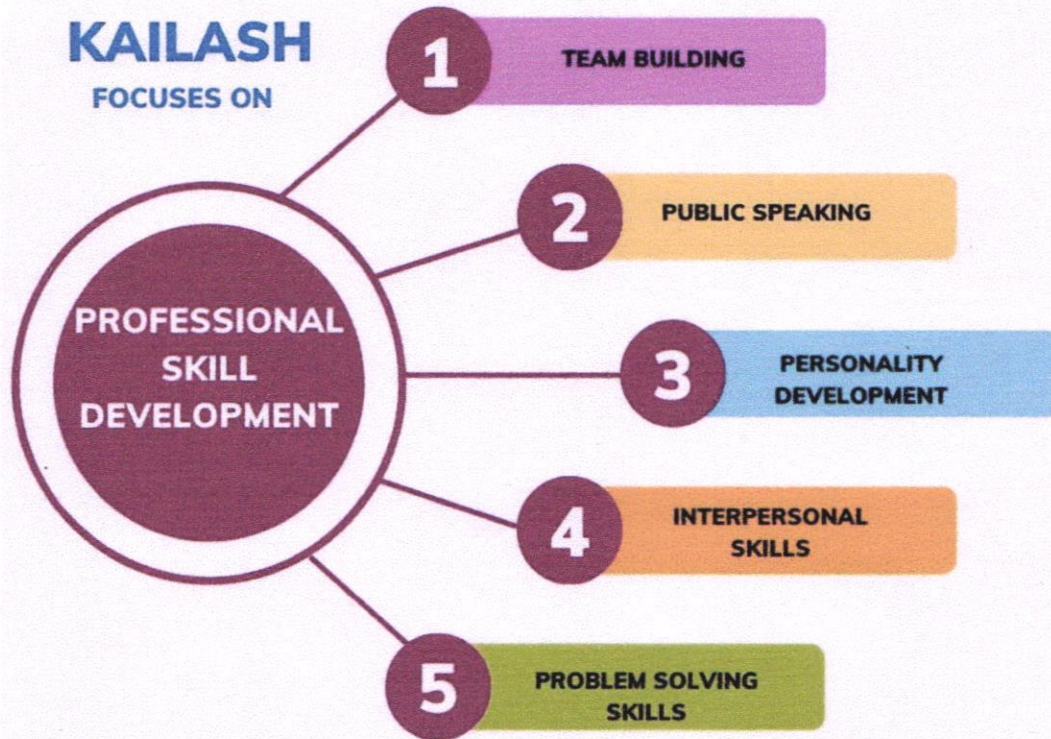 KAILASH
FOCUSES ON
1
TEAM BUILDING
2
PUBLIC SPEAKING
PROFESSIONAL
SKILL
DEVELOPMENT
3
PERSONALITY
DEVELOPMENT
4
INTERPERSONAL
SKILLS
5
PROBLEM SOLVING
SKILLS